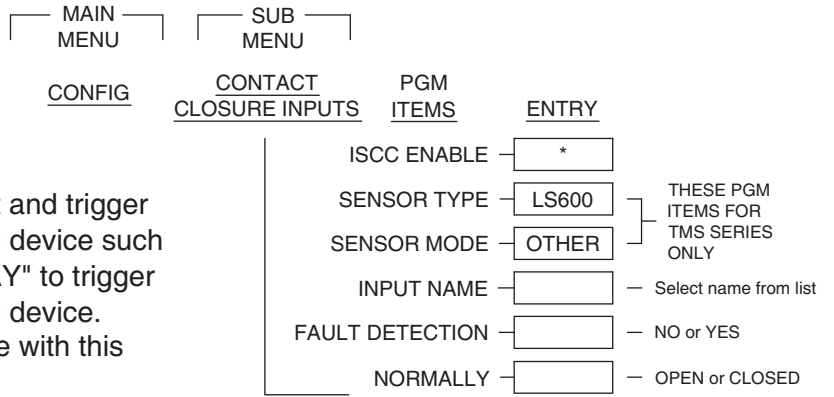 MAIN MENU
SUB MENU
CONFIG
CONTACT CLOSURE INPUTS
PGM ITEMS
ENTRY
ISCC ENABLE *
SENSOR TYPE LS600
SENSOR MODE OTHER
THESE PGM
ITEMS FOR
TMS SERIES
ONLY
INPUT NAME Select name from list
FAULT DETECTION NO or YES
NORMALLY OPEN or CLOSED
t and trigger
device such
AY" to trigger
device.
e with this